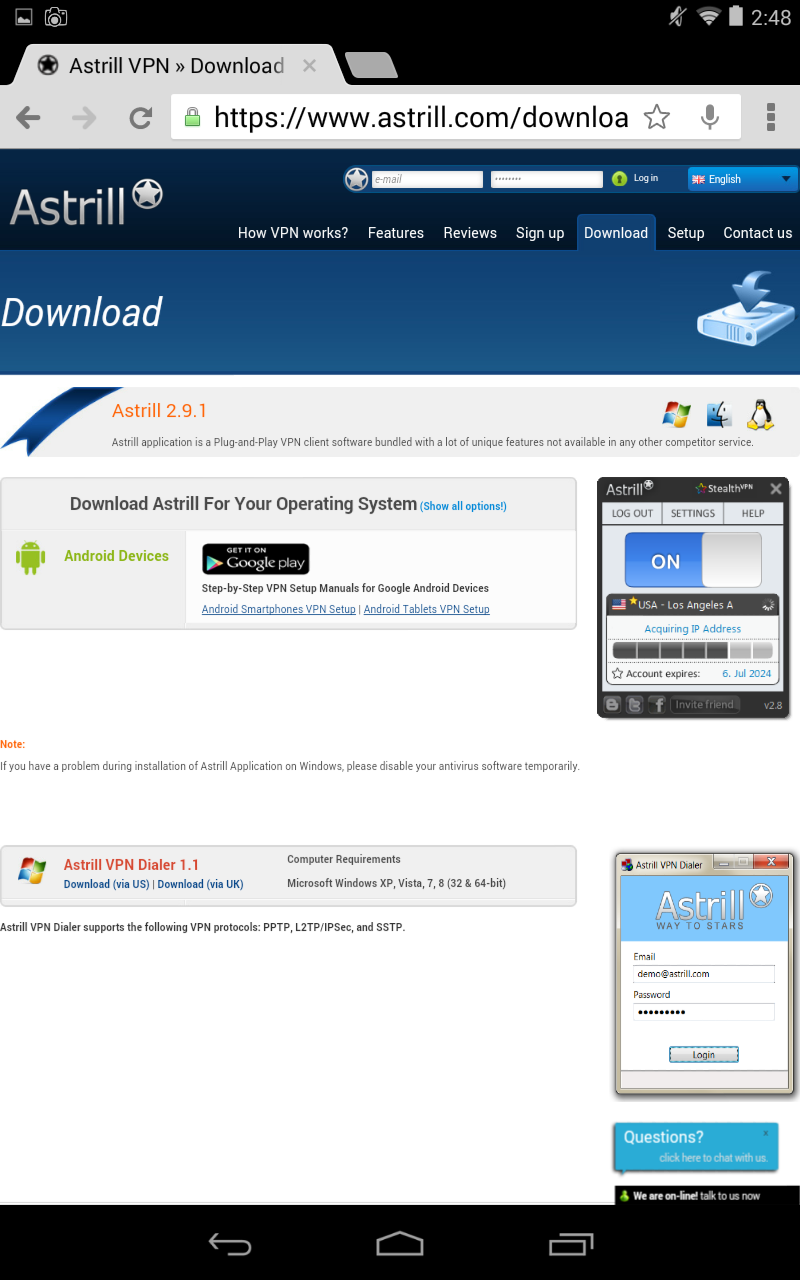 2:48
Astrill VPN » Download
https://www.astrill.com/downloa
Astrill
e-mail
Log in
English
How VPN works? Features Reviews Sign up Download Setup Contact us
Download
Astrill 2.9.1
Astrill application is a Plug-and-Play VPN client software bundled with a lot of unique features not available in any other competitor service.
Download Astrill For Your Operating System (Show all options!)
Android Devices
GET IT ON
Google play
Step-by-Step VPN Setup Manuals for Google Android Devices
Android Smartphones VPN Setup | Android Tablets VPN Setup
Astrill StealthVPN
LOG OUT SETTINGS HELP
ON
USA - Los Angeles A
Acquiring IP Address
Account expires: 6. Jul 2024
Invite friend v2.8
Note:
If you have a problem during installation of Astrill Application on Windows, please disable your antivirus software temporarily.
Astrill VPN Dialer 1.1
Download (via US) | Download (via UK)
Computer Requirements
Microsoft Windows XP, Vista, 7, 8 (32 & 64-bit)
Astrill VPN Dialer supports the following VPN protocols: PPTP, L2TP/IPSec, and SSTP.
Astrill VPN Dialer
Astrill
WAY TO STARS
Email
demo@astrill.com
Password
Login
Questions?
click here to chat with us.
We are on-line! talk to us now